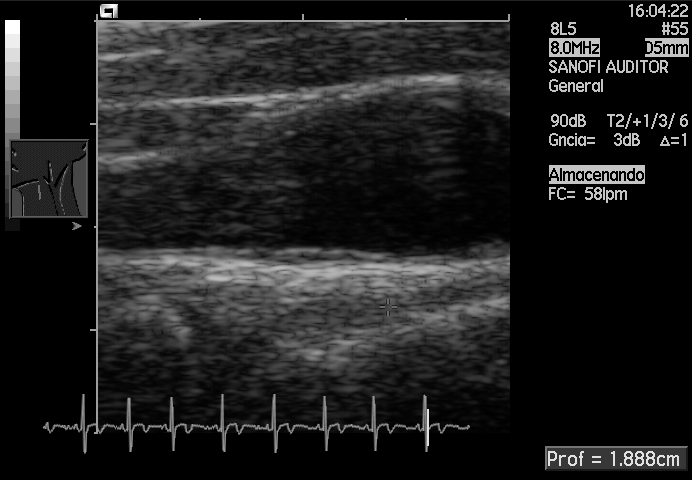 16:04:22
8L5 #55
8.0MHz D5mm
SANOFI AUDITOR
General
90dB T2/+1/3/ 6
Gncia= 3dB Δ=1
Almacenando
FC= 58lpm
Prof = 1.888cm